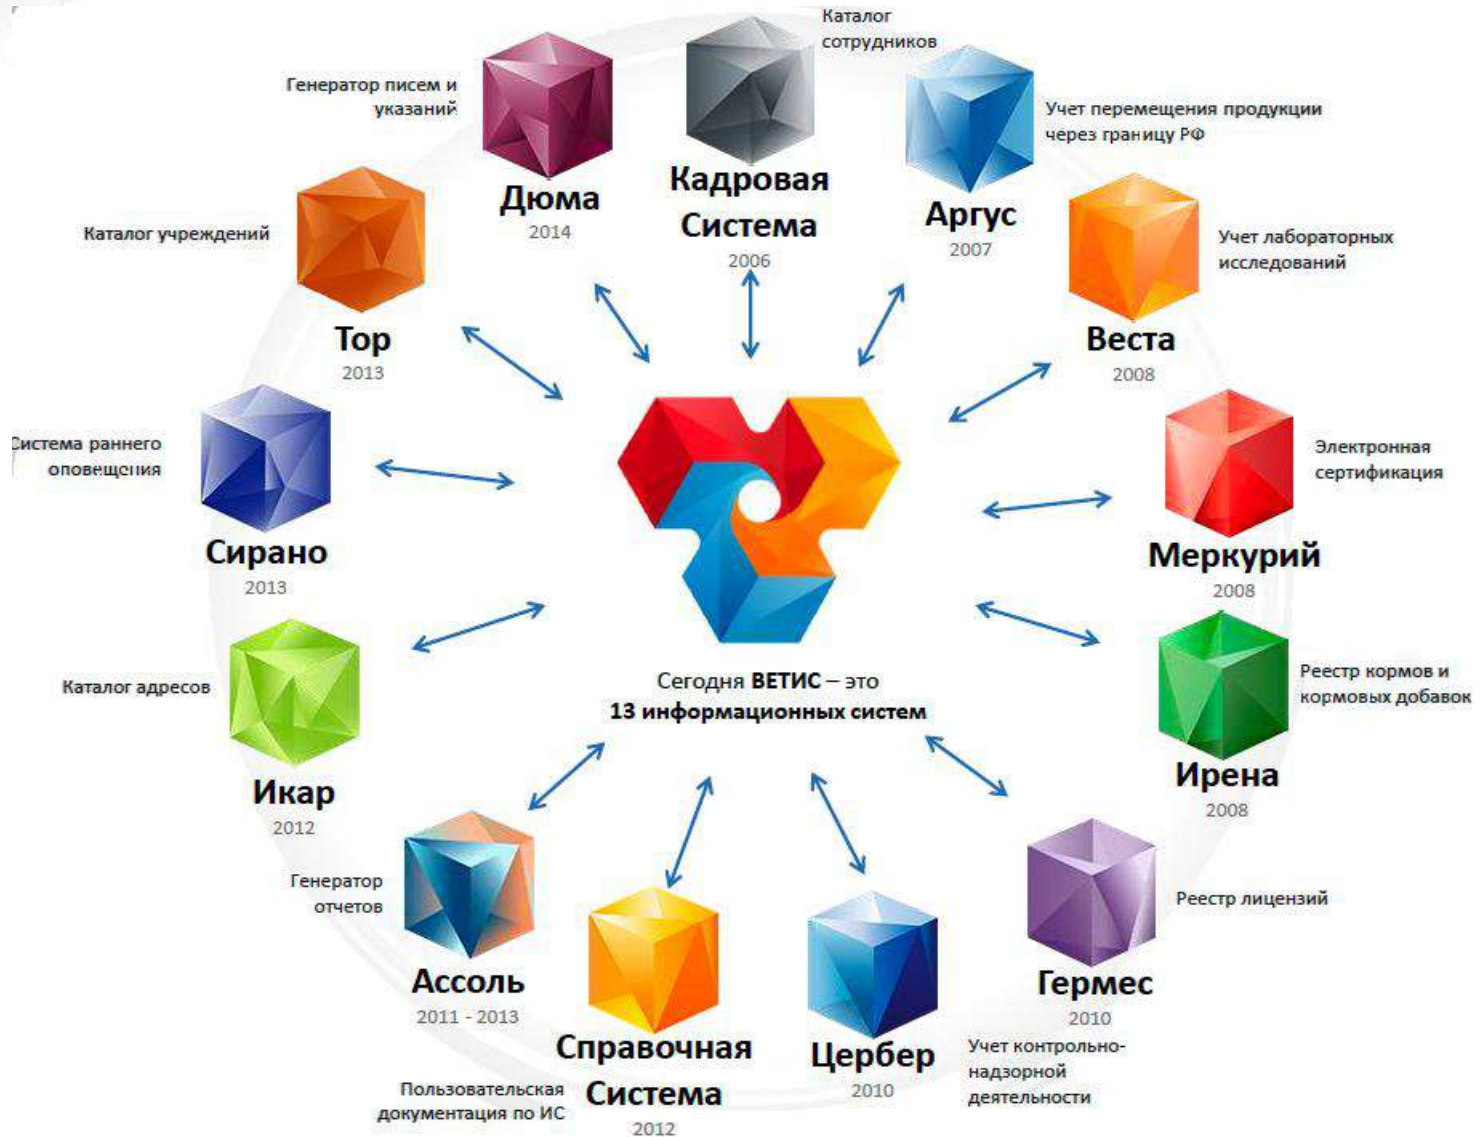 Каталог
сотрудников
Кадровая
Система
2006
Учет перемещения продукции
через границу РФ
Аргус
2007
Учет лабораторных
исследований
Веста
2008
Электронная
сертификация
Меркурий
2008
Реестр кормов и
кормовых добавок
Ирена
2008
Реестр лицензий
Гермес
2010
Учет контрольно-
надзорной
деятельности
Цербер
2010
Справочная
Система
2012
Пользовательская
документация по ИС
Генератор
отчетов
Ассоль
2011 - 2013
Каталог адресов
Икар
2012
Система раннего
оповещения
Сирано
2013
Каталог учреждений
Тор
2013
Генератор писем и
указаний
Дюма
2014
Сегодня ВЕТИС – это
13 информационных систем